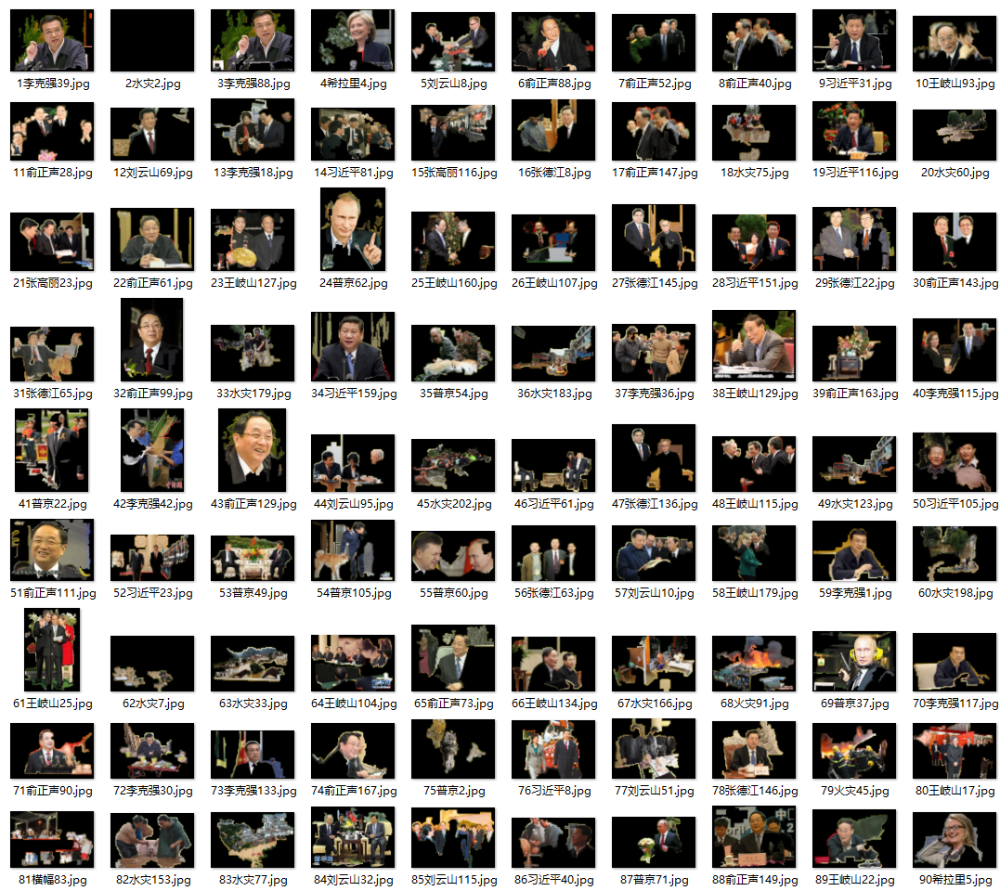 1李克强39.jpg 2水灾2.jpg 3李克强88.jpg 4希拉里4.jpg 5刘云山8.jpg 6俞正声88.jpg 7俞正声52.jpg 8俞正声40.jpg 9习近平31.jpg 10王岐山93.jpg
11俞正声28.jpg 12刘云山69.jpg 13李克强18.jpg 14习近平81.jpg 15张高丽116.jpg 16张德江8.jpg 17俞正声147.jpg 18水灾75.jpg 19习近平116.jpg 20水灾60.jpg
21张高丽23.jpg 22俞正声61.jpg 23王岐山127.jpg 24普京62.jpg 25王岐山160.jpg 26王岐山107.jpg 27张德江145.jpg 28习近平151.jpg 29张德江22.jpg 30俞正声143.jpg
31张德江65.jpg 32俞正声99.jpg 33水灾179.jpg 34习近平159.jpg 35普京54.jpg 36水灾183.jpg 37李克强36.jpg 38王岐山129.jpg 39俞正声163.jpg 40李克强115.jpg
41普京22.jpg 42李克强42.jpg 43俞正声129.jpg 44刘云山95.jpg 45水灾202.jpg 46习近平61.jpg 47张德江136.jpg 48王岐山115.jpg 49水灾123.jpg 50习近平105.jpg
51俞正声111.jpg 52习近平23.jpg 53普京49.jpg 54普京105.jpg 55普京60.jpg 56张德江63.jpg 57刘云山10.jpg 58王岐山179.jpg 59李克强1.jpg 60水灾198.jpg
61王岐山25.jpg 62水灾7.jpg 63水灾33.jpg 64王岐山104.jpg 65俞正声73.jpg 66王岐山134.jpg 67水灾166.jpg 68火灾91.jpg 69普京37.jpg 70李克强117.jpg
71俞正声90.jpg 72李克强30.jpg 73李克强133.jpg 74俞正声167.jpg 75普京2.jpg 76习近平8.jpg 77刘云山51.jpg 78张德江146.jpg 79火灾45.jpg 80王岐山17.jpg
81横幅83.jpg 82水灾153.jpg 83水灾77.jpg 84刘云山32.jpg 85刘云山115.jpg 86习近平40.jpg 87普京71.jpg 88俞正声149.jpg 89王岐山22.jpg 90希拉里5.jpg